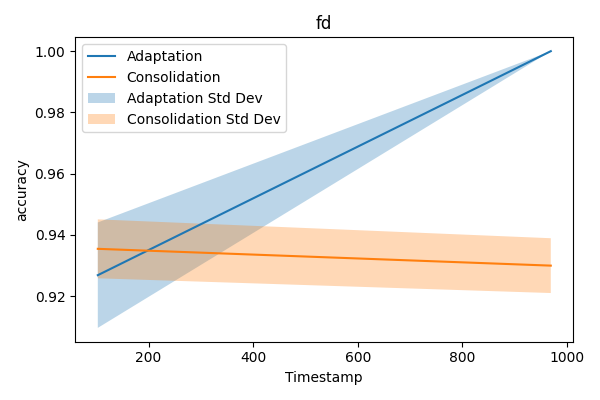 fd
1.00
0.98
0.96
0.94
0.92
accuracy
Adaptation
Consolidation
Adaptation Std Dev
Consolidation Std Dev
200
400
600
800
1000
Timestamp